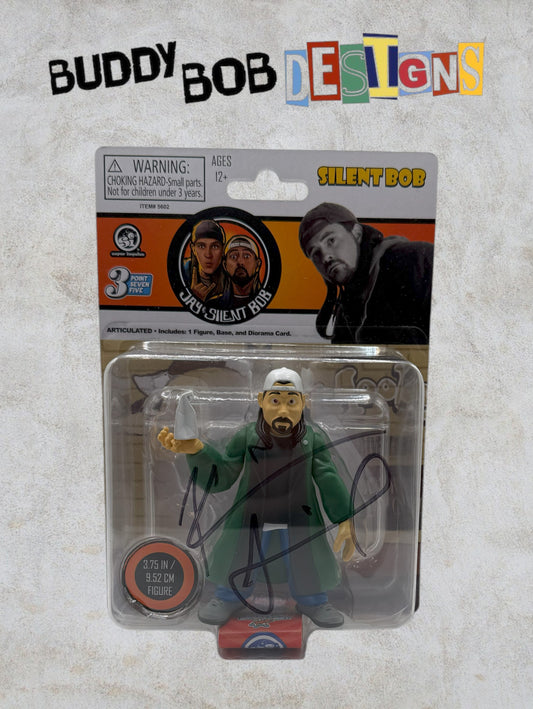 BUDDY BOB DESIGNS
WARNING:
CHOKING HAZARD-Small parts.
Not for children under 3 years.
AGES
12+
SILENT BOB
ITEM# 5602
super impulse
3 POINT
SEVEN
FIVE
JAY & SILENT BOB
ARTICULATED • Includes: 1 Figure, Base, and Diorama Card.
3.75 IN /
9.52 CM
FIGURE